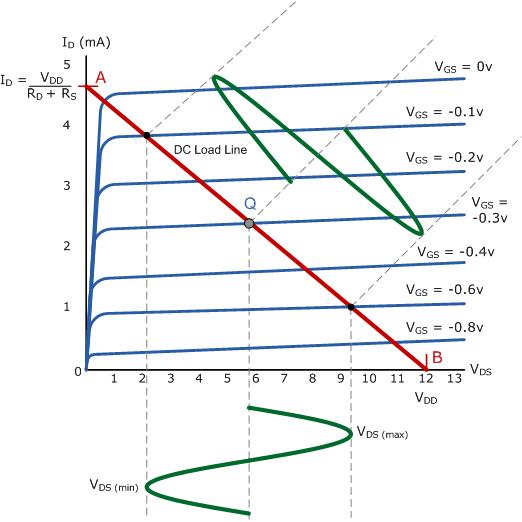 I_D (mA)
5
A
I_D = V_DD
R_D + R_S
V_GS = 0v
4
V_GS = -0.1v
DC Load Line
3
V_GS = -0.2v
Q
V_GS =
-0.3v
2
V_GS = -0.4v
1
V_GS = -0.6v
V_GS = -0.8v
B
0
V_DS
1 2 3 4 5 6 7 8 9 10 11 12 13
V_DD
V_DS (max)
V_DS (min)